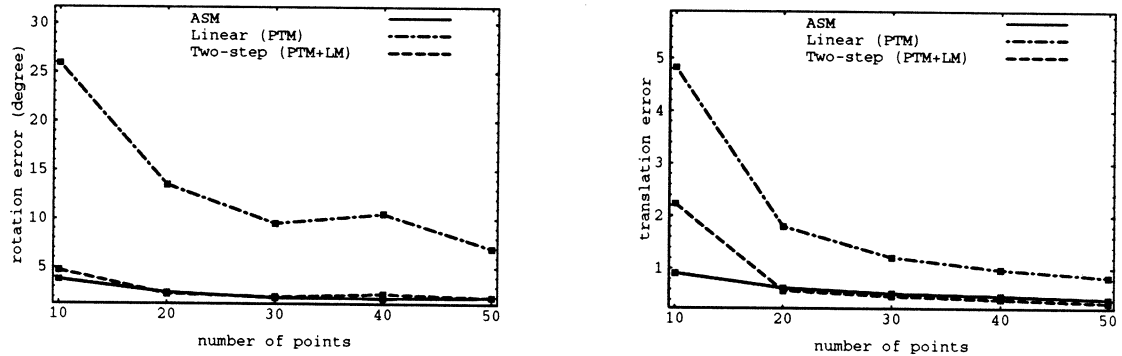 30
25
20
15
10
5
rotation error (degree)
ASM
Linear (PTM)
Two-step (PTM+LM)
10 20 30 40 50
number of points
5
4
3
2
1
translation error
ASM
Linear (PTM)
Two-step (PTM+LM)
10 20 30 40 50
number of points